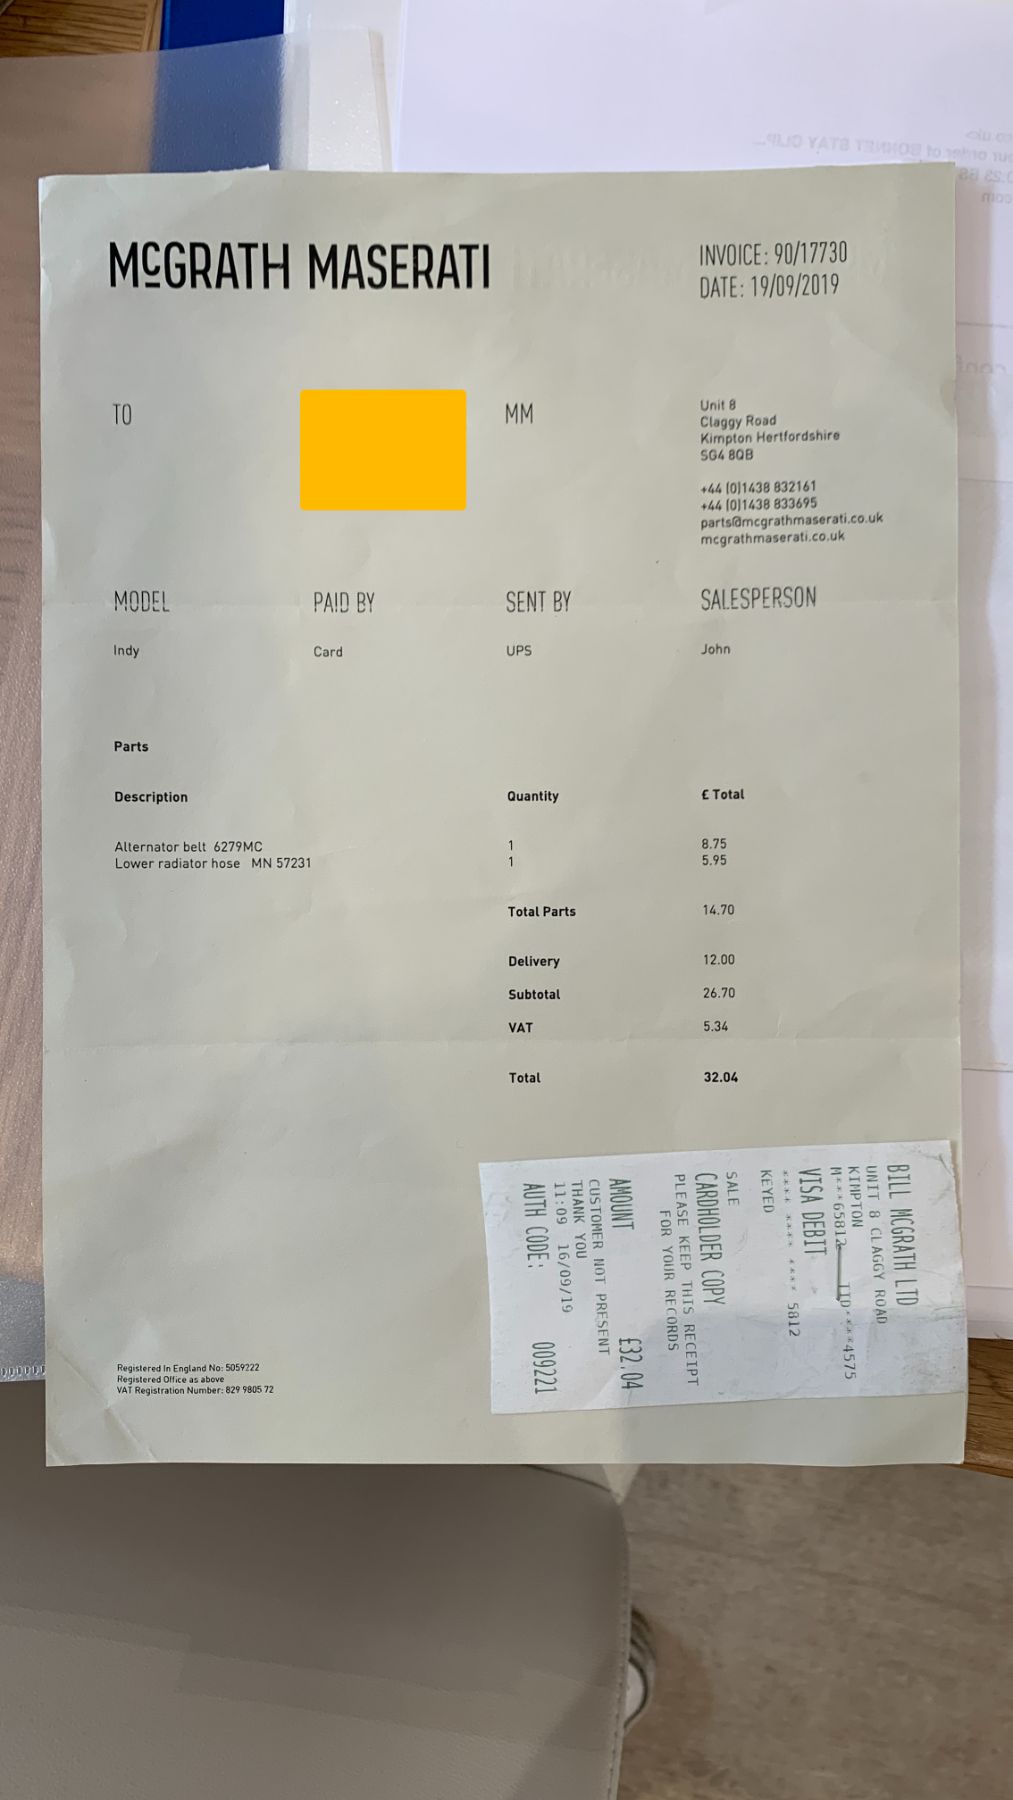 McGRATH MASERATI
INVOICE: 90/17730
DATE: 19/09/2019
TO
MM
Unit 8
Claggy Road
Kimpton Hertfordshire
SG4 8QB
+44 (0)1438 832161
+44 (0)1438 833695
parts@mcgrathmaserati.co.uk
mcgrathmaserati.co.uk
MODEL PAID BY SENT BY SALESPERSON
Indy Card UPS John
Parts
Description Quantity £ Total
Alternator belt 6279MC 1 8.75
Lower radiator hose MN 57231 1 5.95
Total Parts 14.70
Delivery 12.00
Subtotal 26.70
VAT 5.34
Total 32.04
Registered In England No: 5059222
Registered Office as above
VAT Registration Number: 829 9805 72
BILL MCGRATH LTD
UNIT 8 CLAGGY ROAD
KIMPTON
M***65812 TID****4575
VISA DEBIT
**** **** **** 5812
KEYED
SALE
CARDHOLDER COPY
PLEASE KEEP THIS RECEIPT
FOR YOUR RECORDS
AMOUNT £32.04
CUSTOMER NOT PRESENT
THANK YOU
11:09 16/09/19
AUTH CODE: 009221